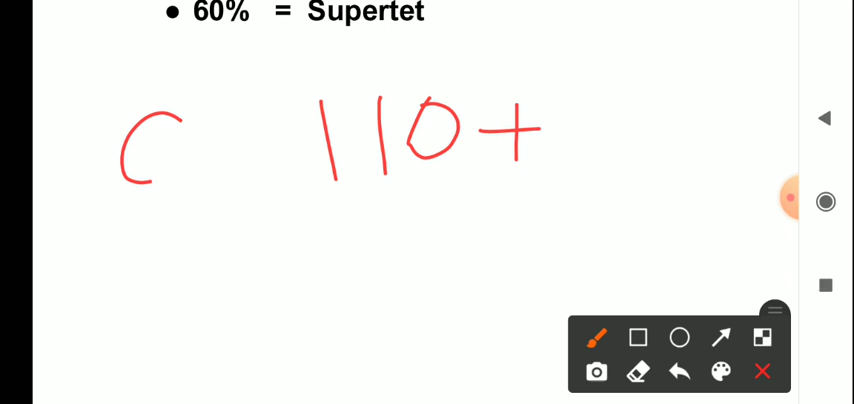 • 60% = Supertet
C 110+